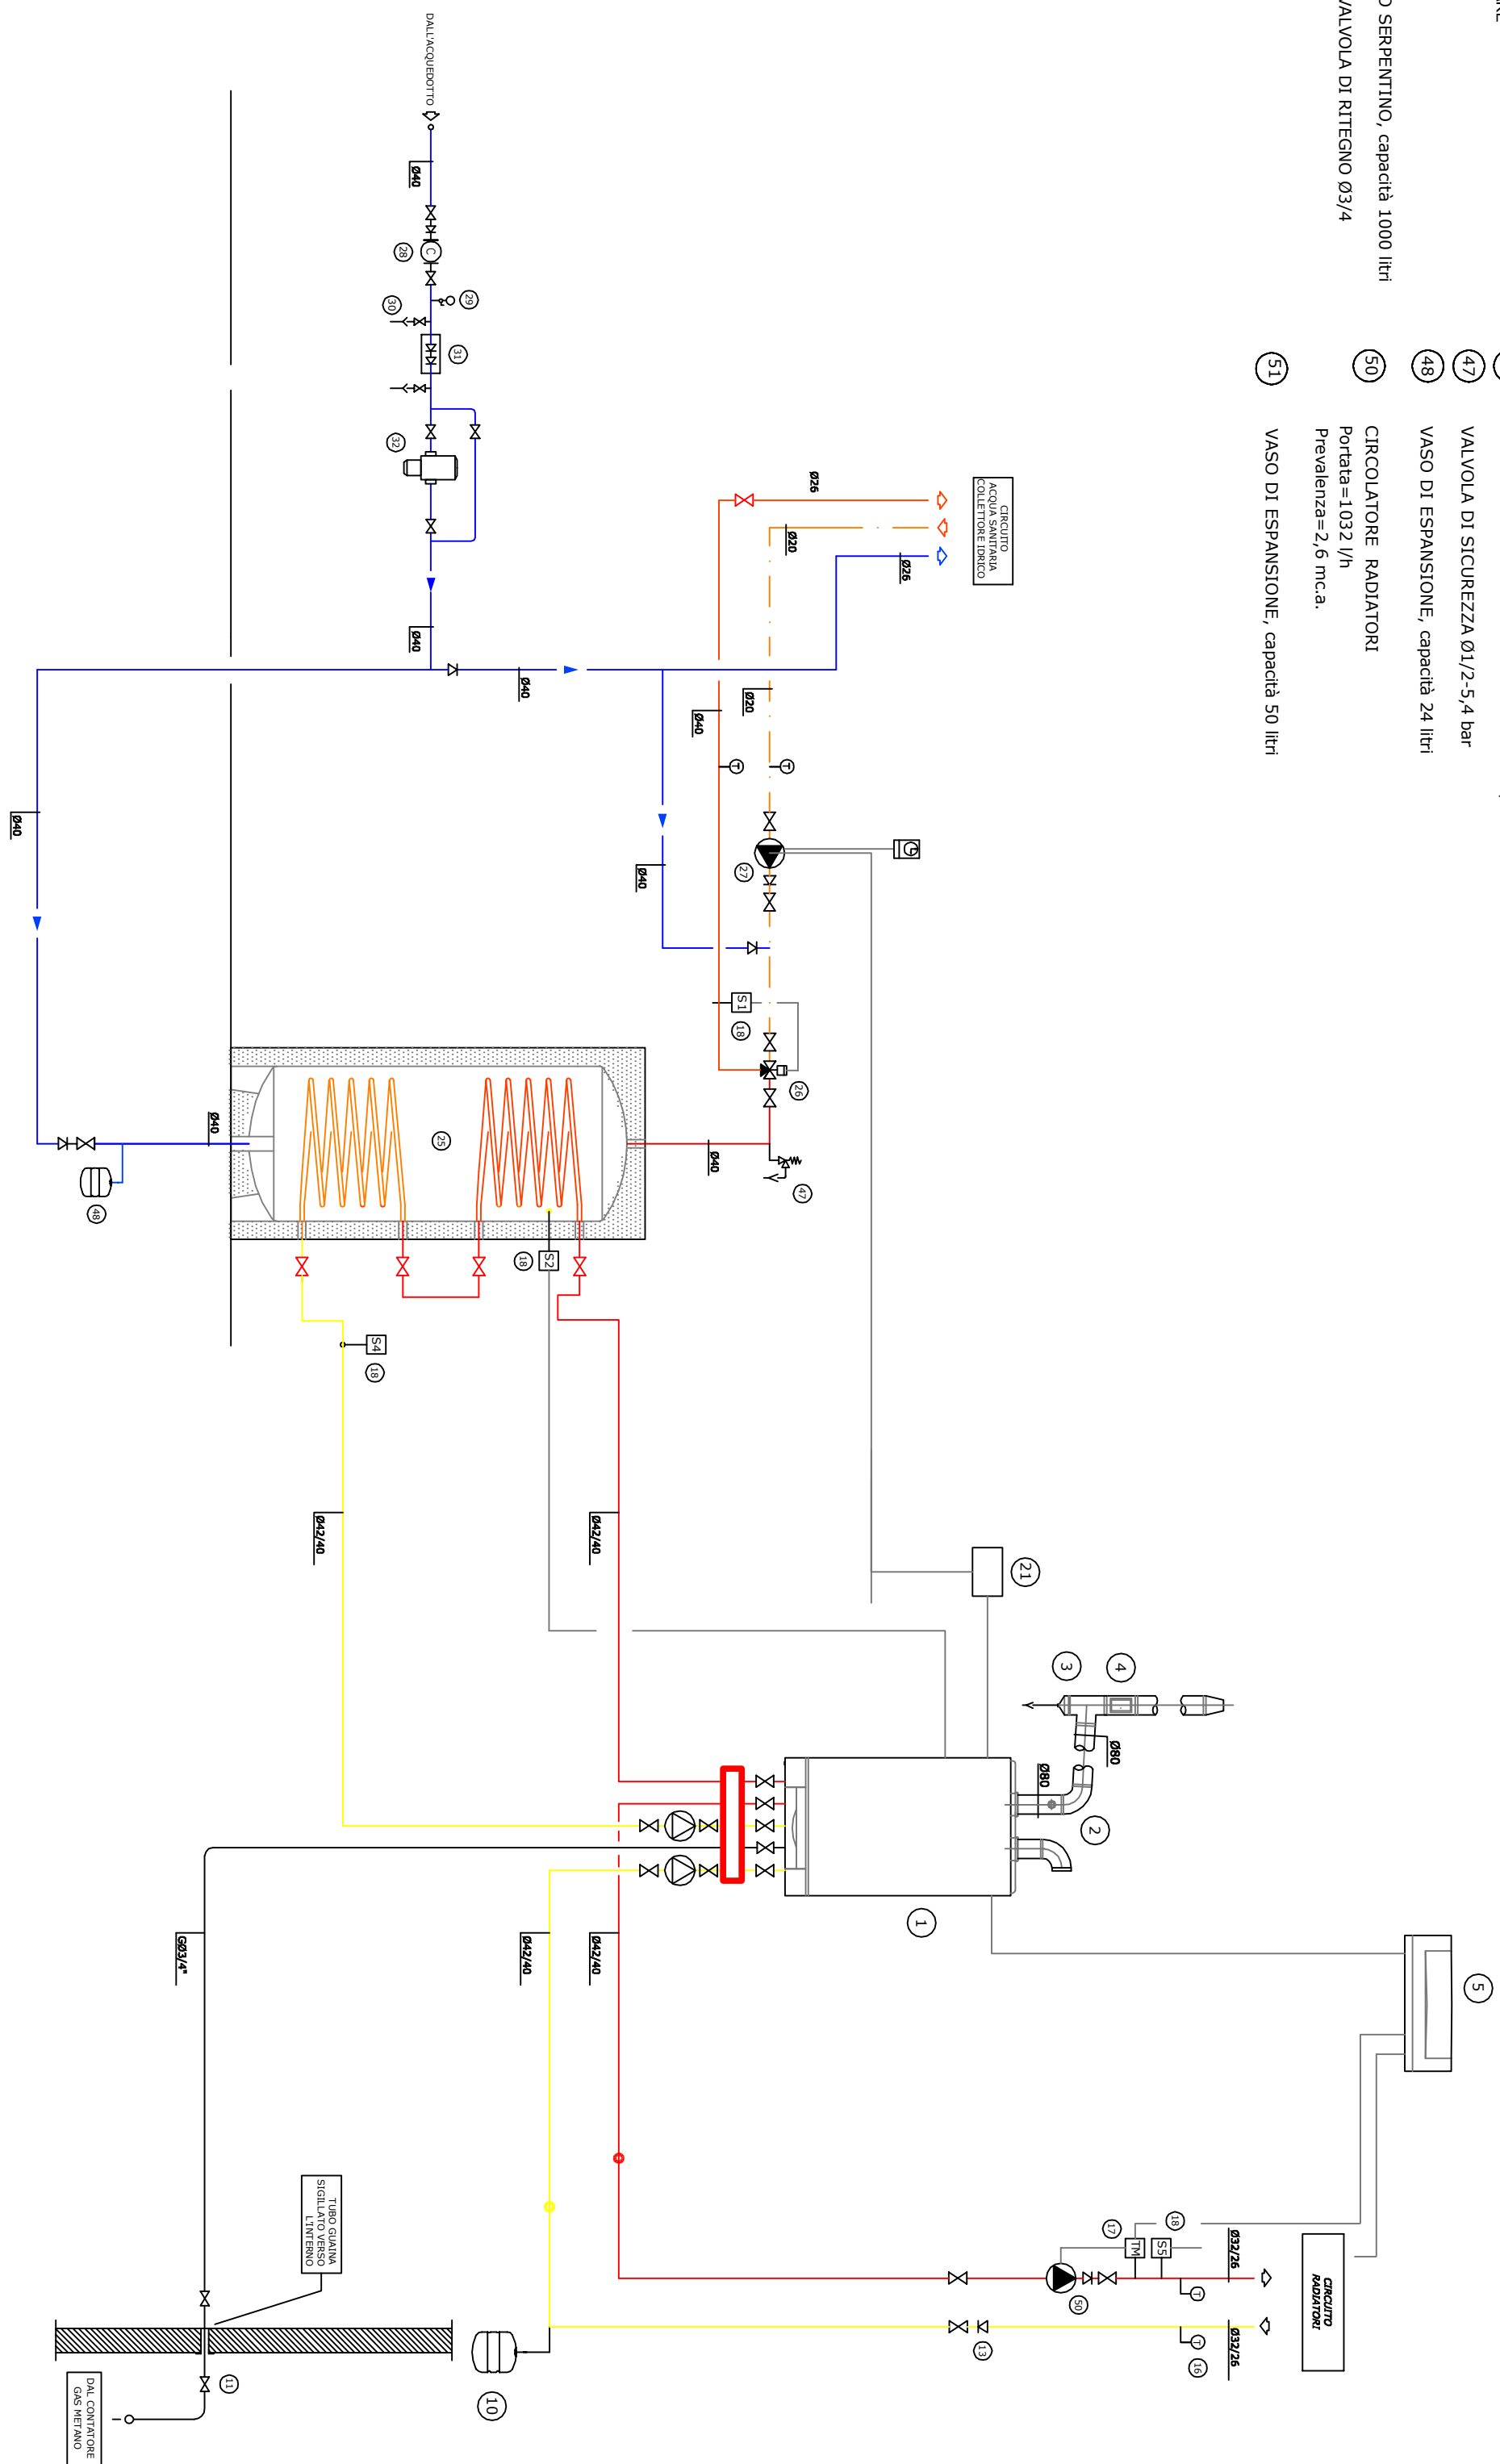 RE
O SERPENTINO, capacità 1000 litri
VALVOLA DI RITEGNO Ø3/4
47 VALVOLA DI SICUREZZA Ø1/2-5,4 bar
48 VASO DI ESPANSIONE, capacità 24 litri
50 CIRCOLATORE RADIATORI
Portata=1032 l/h
Prevalenza=2,6 mc.a.
51 VASO DI ESPANSIONE, capacità 50 litri
5
CIRCUITO
RADIATORI
Ø32/26
Ø32/26
18
S5
TM
17
T
T
16
50
13
4
3
Ø80
Ø80
2
21
1
CIRCUITO
ACQUA SANITARIA
COLLETTORE IDRICO
Ø26
Ø20
Ø26
Ø20
Ø40
T
T
27
Ø40
S1
18
26
47
Ø40
Ø40
DALL'ACQUEDOTTO
Ø40
C
28
29
30
31
32
Ø40
25
S2
18
S4
18
Ø42/40
Ø42/40
Ø42/40
Ø42/40
10
TUBO GUAINA
SIGILLATO VERSO
L'INTERNO
Ø40
GØ3/4"
11
48
Ø40
DAL CONTATORE
GAS METANO